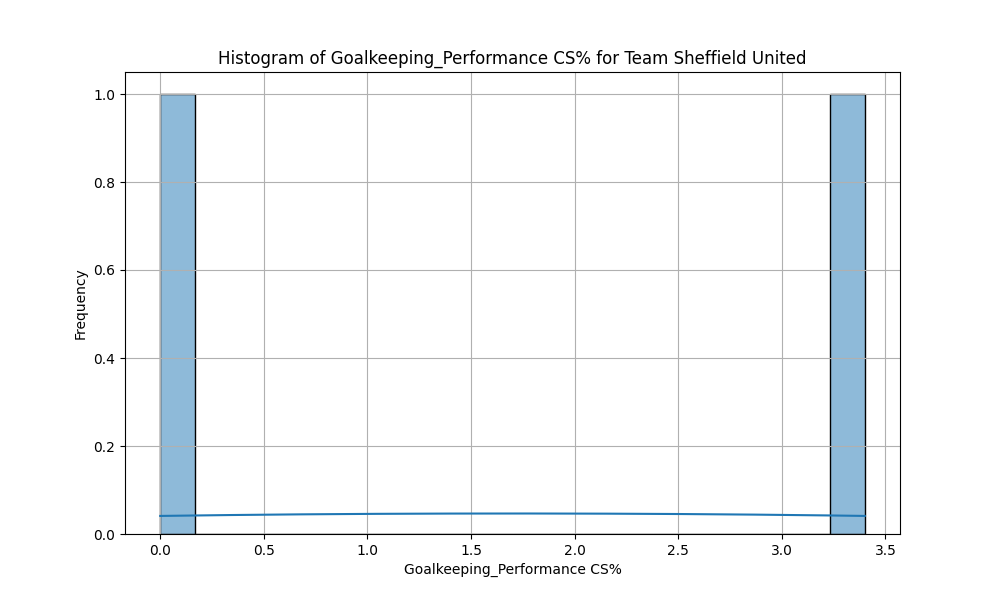 Histogram of Goalkeeping_Performance CS% for Team Sheffield United
1.0
0.8
0.6
0.4
0.2
0.0
Frequency
0.0 0.5 1.0 1.5 2.0 2.5 3.0 3.5
Goalkeeping_Performance CS%